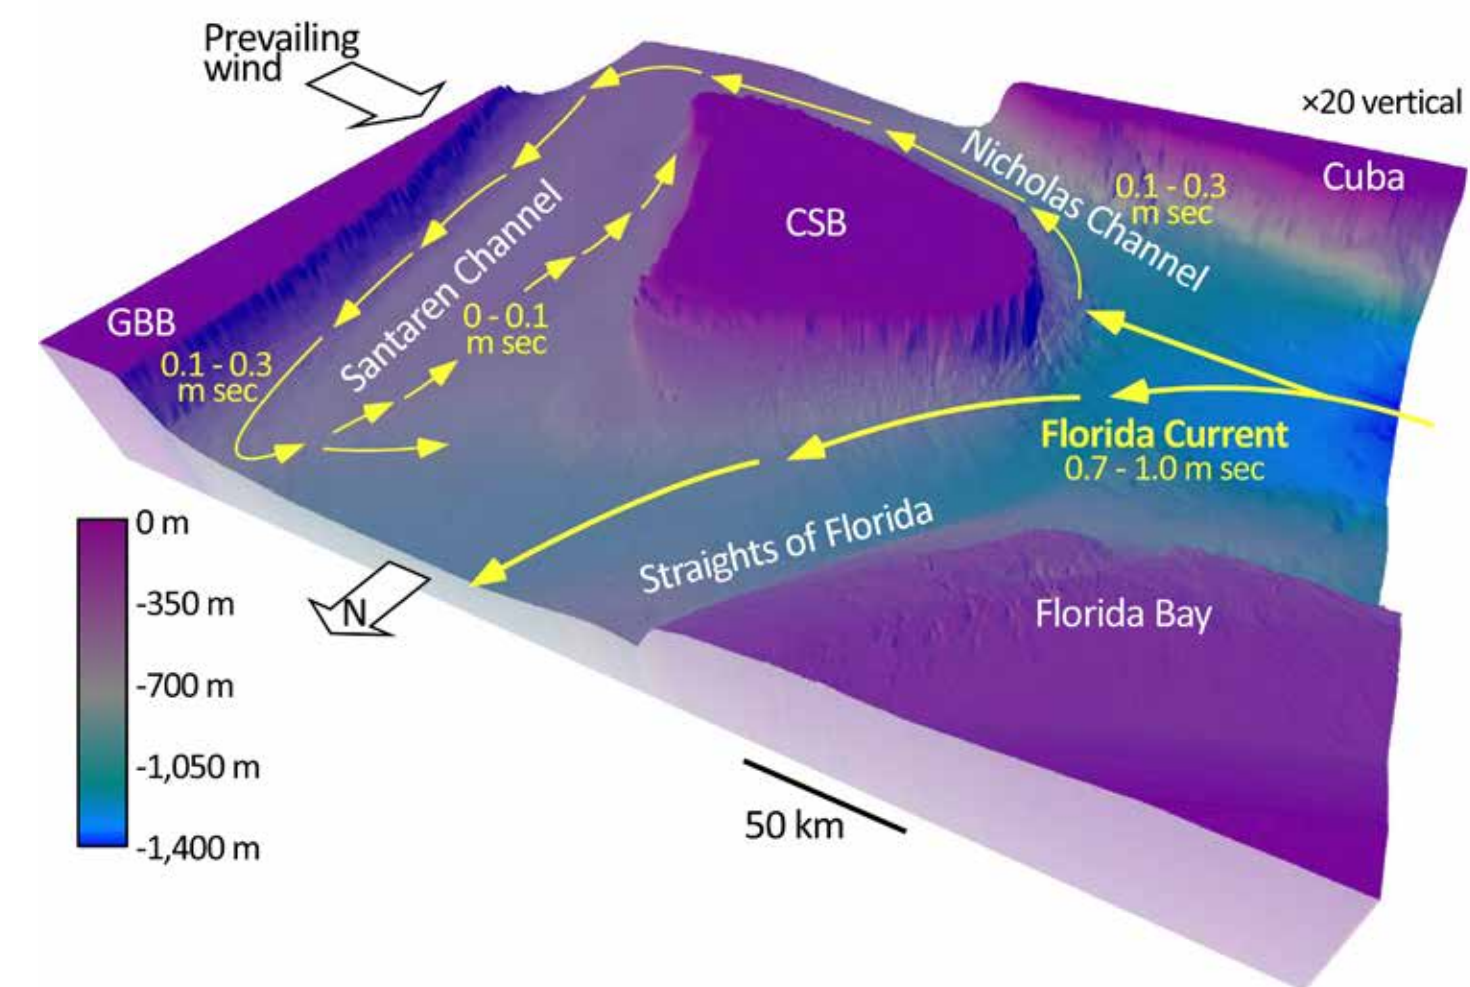 Prevailing
wind
×20 vertical
Cuba
Nicholas Channel
0.1 - 0.3
m sec
CSB
Santaren Channel
0 - 0.1
m sec
GBB
0.1 - 0.3
m sec
Florida Current
0.7 - 1.0 m sec
Straights of Florida
Florida Bay
N
0 m
-350 m
-700 m
-1,050 m
-1,400 m
50 km